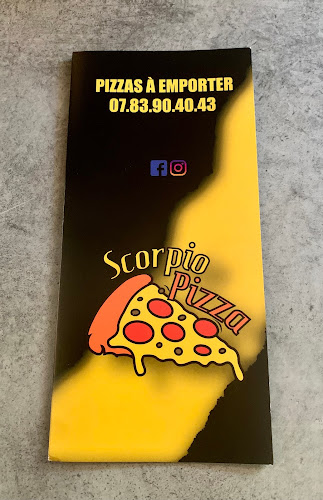 PIZZAS À EMPORTER
07.83.90.40.43
Scorpio
Pizza